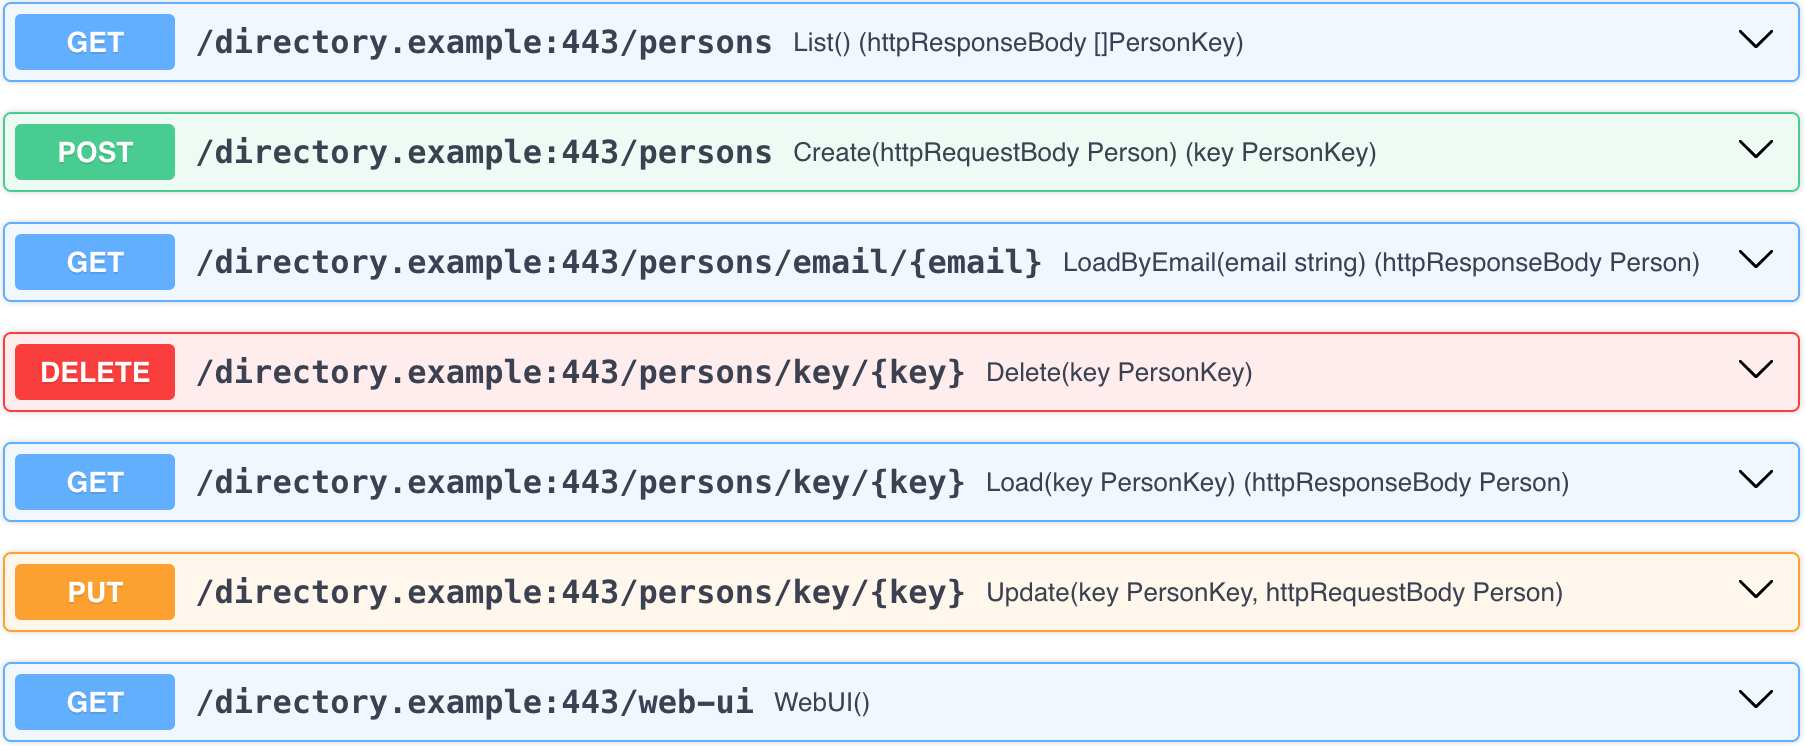 GET /directory.example:443/persons List() (httpResponseBody []PersonKey)
POST /directory.example:443/persons Create(httpRequestBody Person) (key PersonKey)
GET /directory.example:443/persons/email/{email} LoadByEmail(email string) (httpResponseBody Person)
DELETE /directory.example:443/persons/key/{key} Delete(key PersonKey)
GET /directory.example:443/persons/key/{key} Load(key PersonKey) (httpResponseBody Person)
PUT /directory.example:443/persons/key/{key} Update(key PersonKey, httpRequestBody Person)
GET /directory.example:443/web-ui WebUI()